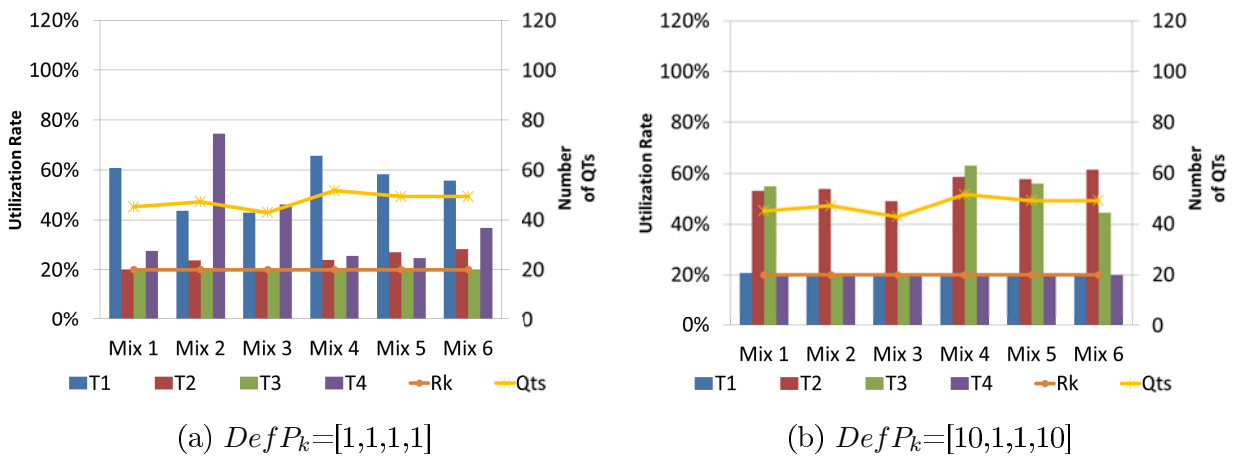 120%
100%
80%
60%
40%
20%
0%
Utilization Rate
120
100
80
60
40
20
0
Number of QTs
Mix 1 Mix 2 Mix 3 Mix 4 Mix 5 Mix 6
T1 T2 T3 T4 Rk Qts
(a) DefPₖ=[1,1,1,1]
120%
100%
80%
60%
40%
20%
0%
Utilization Rate
120
100
80
60
40
20
0
Number of QTs
Mix 1 Mix 2 Mix 3 Mix 4 Mix 5 Mix 6
T1 T2 T3 T4 Rk Qts
(b) DefPₖ=[10,1,1,10]